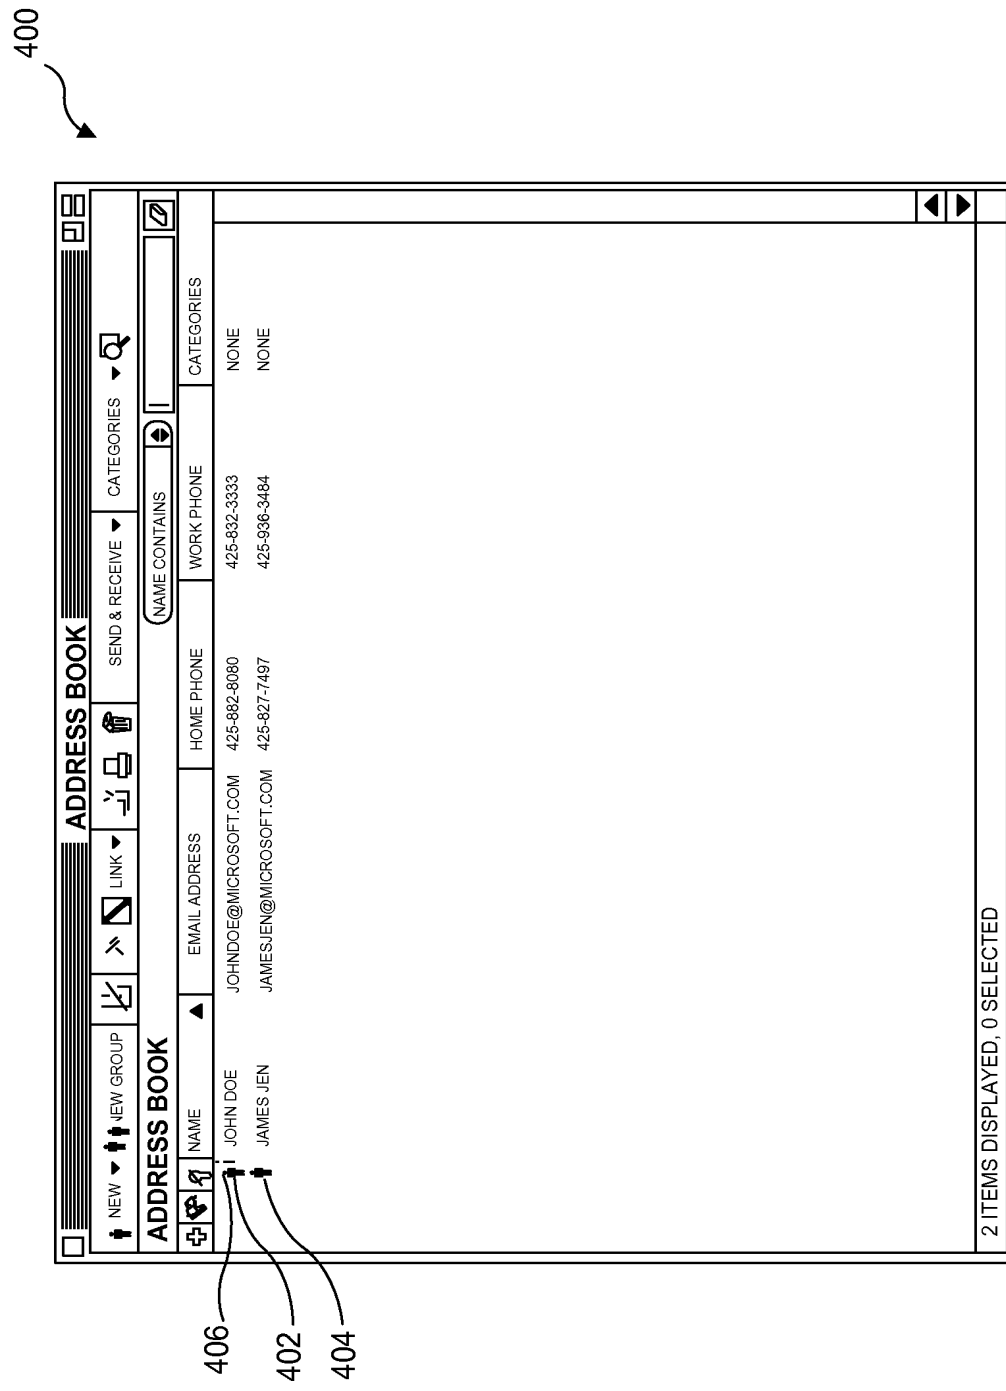 400
ADDRESS BOOK
NEW NEW GROUP LINK SEND & RECEIVE CATEGORIES
ADDRESS BOOK NAME CONTAINS
NAME EMAIL ADDRESS HOME PHONE WORK PHONE CATEGORIES
JOHN DOE JOHNDOE@MICROSOFT.COM 425-882-8080 425-832-3333 NONE
JAMES JEN JAMESJEN@MICROSOFT.COM 425-827-7497 425-936-3484 NONE
406
402
404
2 ITEMS DISPLAYED, 0 SELECTED